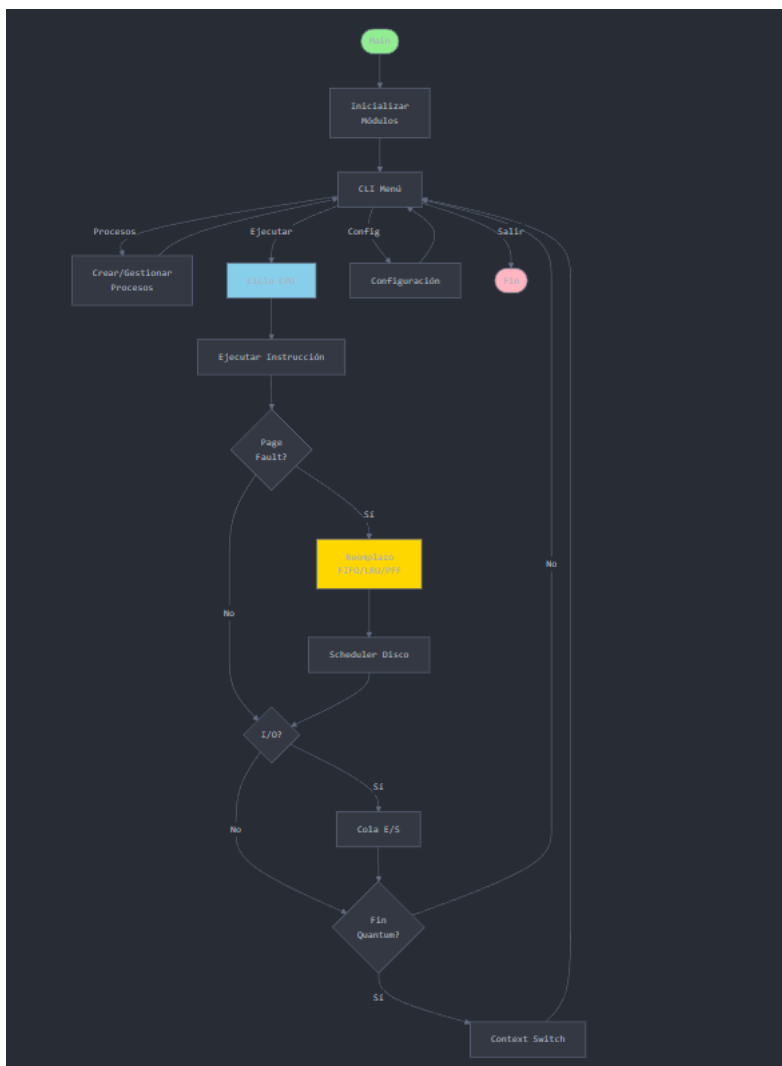 Main
Inicializar
Módulos
CLI Menú
Procesos
Ejecutar
Config
Salir
Crear/Gestionar
Procesos
Ciclo CPU
Configuración
Fin
Ejecutar Instrucción
Page
Fault?
Sí
Reemplazo
FIFO/LRU/PFF
No
No
Scheduler Disco
I/O?
Sí
No
Cola E/S
Fin
Quantum?
Sí
Context Switch